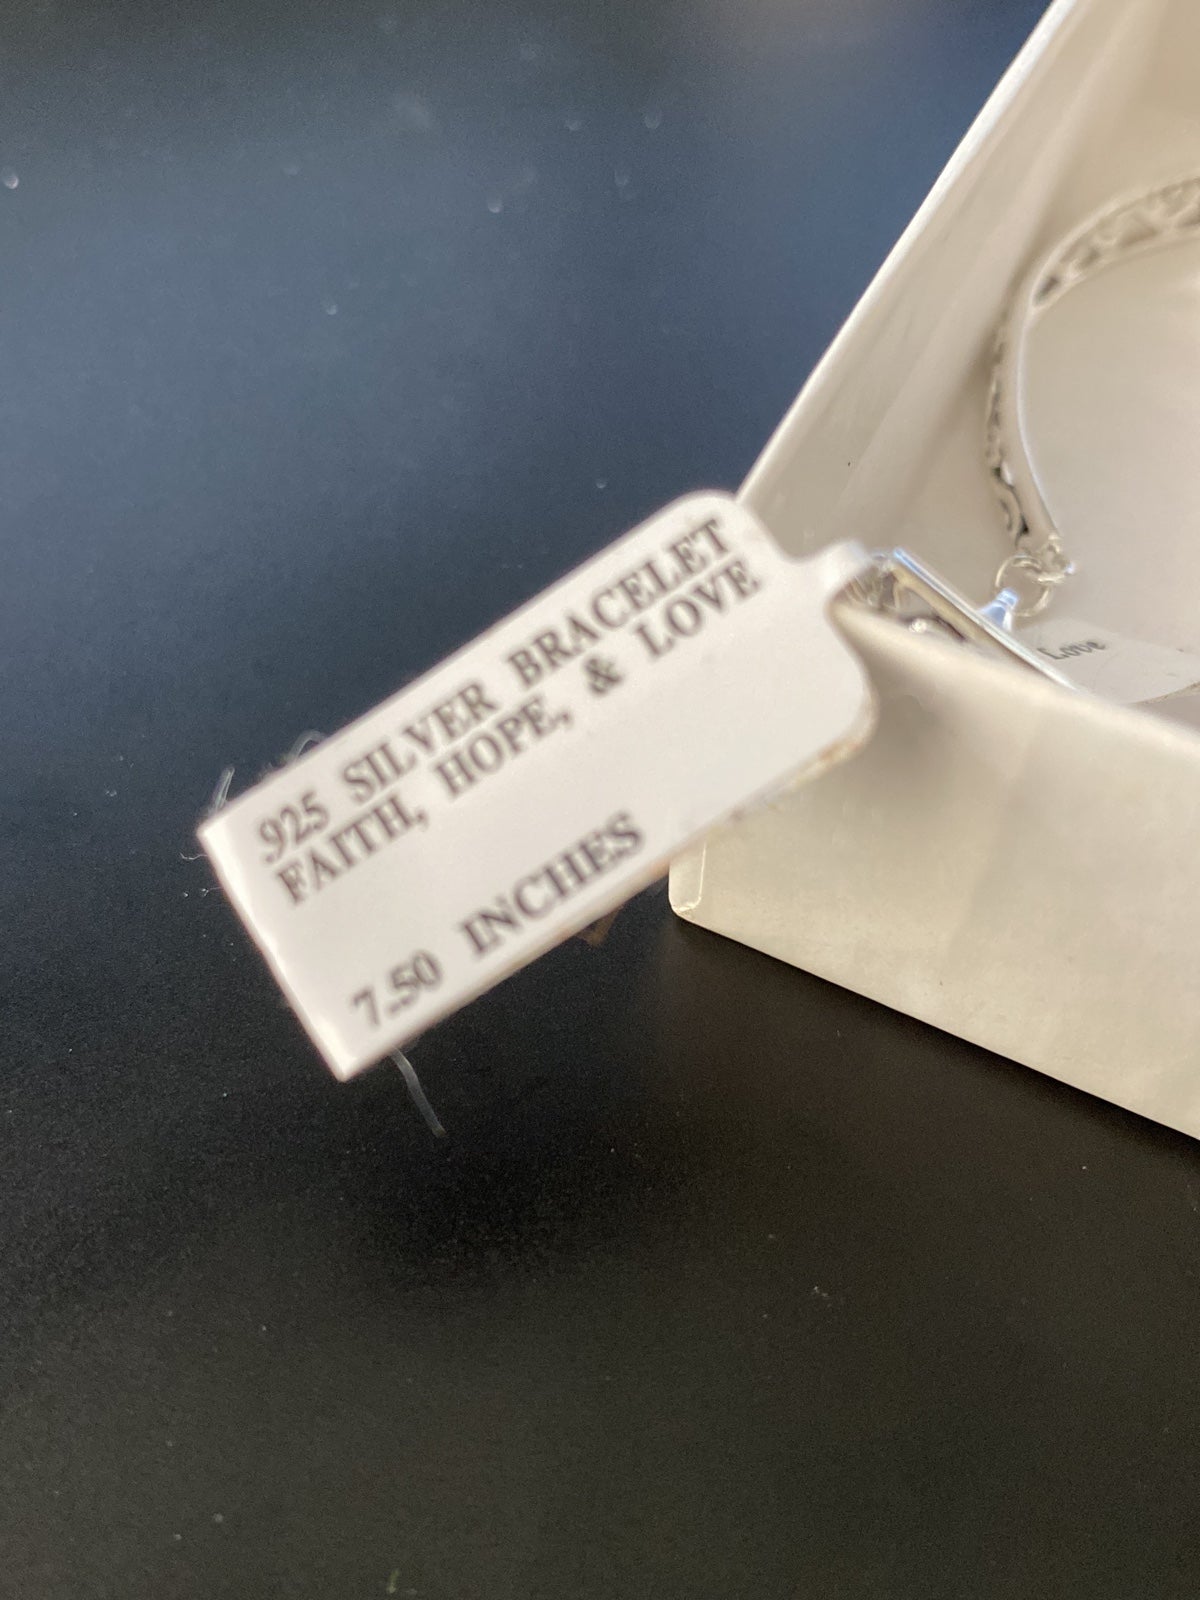 925 SILVER BRACELET
FAITH, HOPE, & LOVE
7.50 INCHES
Love